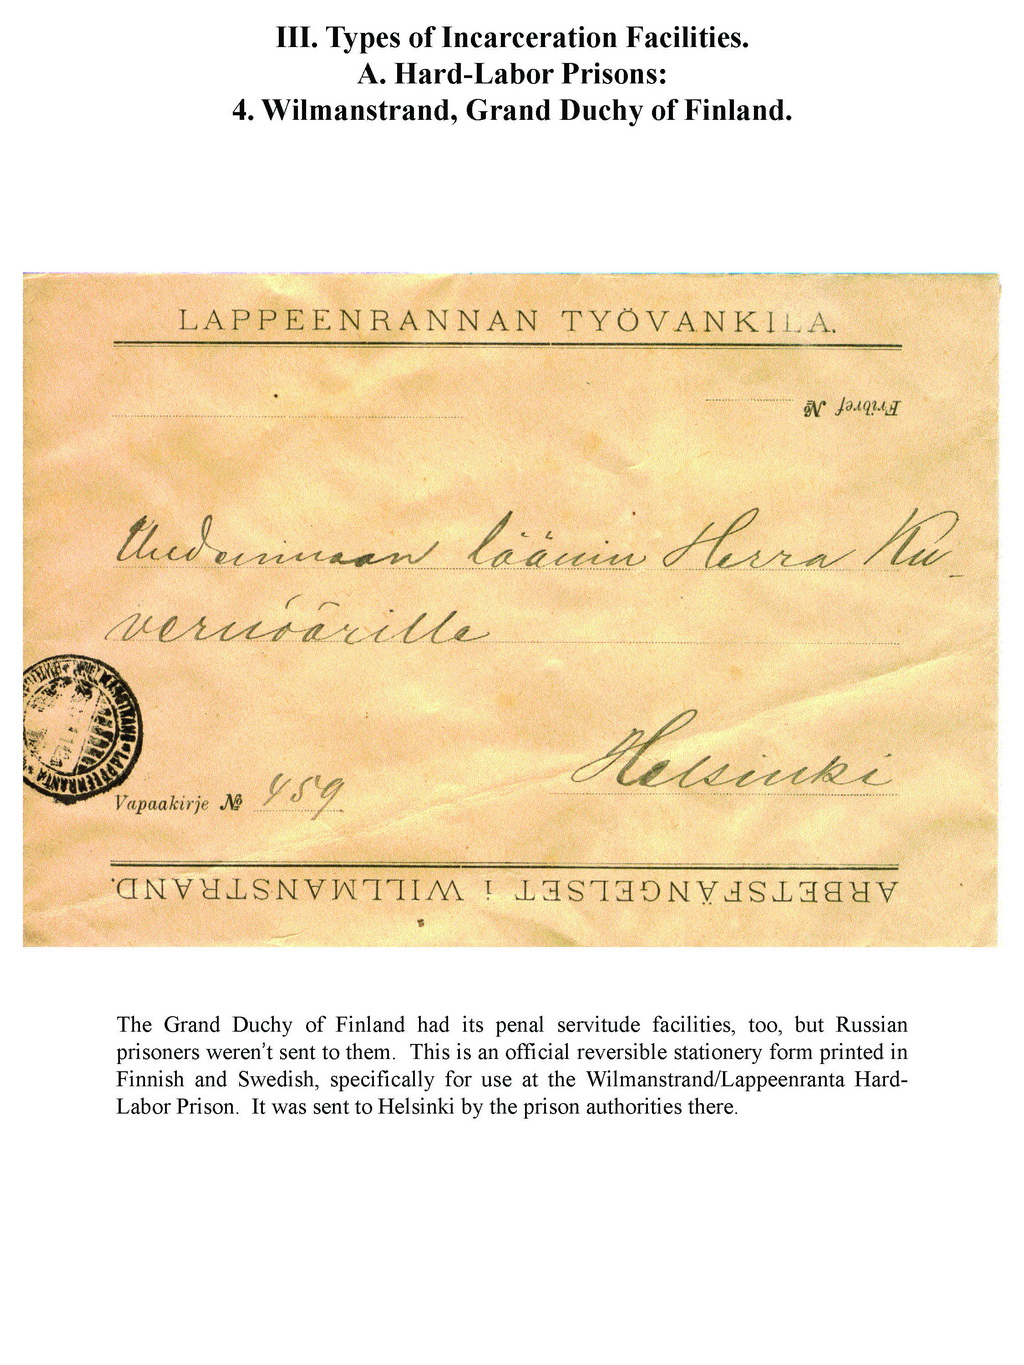 III. Types of Incarceration Facilities.
A. Hard-Labor Prisons:
4. Wilmanstrand, Grand Duchy of Finland.
LAPPEENRANNAN TYÖVANKILA.
Fribref №
Uudenmaan läänin Herra Ku-
vernöörille
Helsinki
LAPPEENRANTA
Vapaakirje № 459
ARBETSFÄNGELSET i WILLMANSTRAND.
The Grand Duchy of Finland had its penal servitude facilities, too, but Russian
prisoners weren't sent to them. This is an official reversible stationery form printed in
Finnish and Swedish, specifically for use at the Wilmanstrand/Lappeenranta Hard-
Labor Prison. It was sent to Helsinki by the prison authorities there.